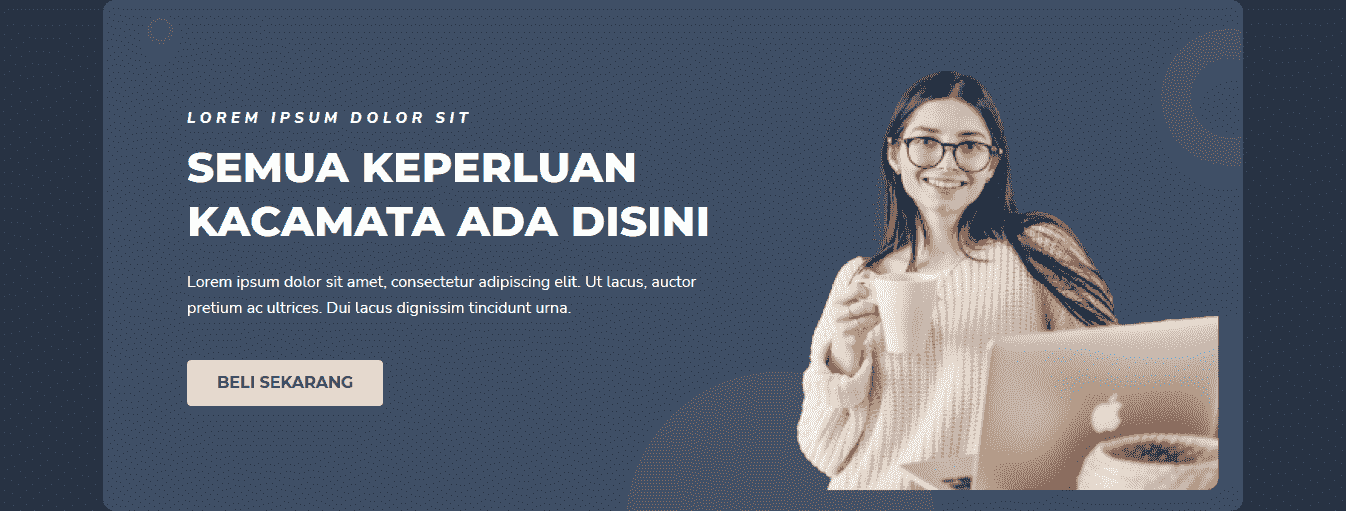 LOREM IPSUM DOLOR SIT
SEMUA KEPERLUAN
KACAMATA ADA DISINI
Lorem ipsum dolor sit amet, consectetur adipiscing elit. Ut lacus, auctor
pretium ac ultrices. Dui lacus dignissim tincidunt urna.
BELI SEKARANG